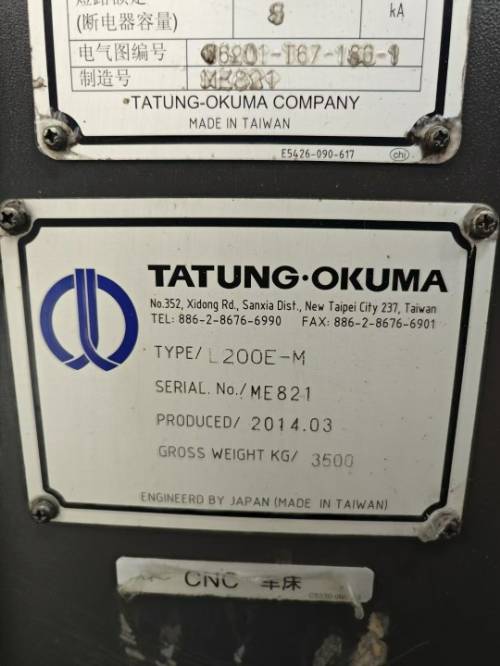 (断电器容量) 8 kA
电气图编号
制造号 ME821
TATUNG-OKUMA COMPANY
MADE IN TAIWAN
E5426-090-617 chi
TATUNG·OKUMA
No.352, Xidong Rd., Sanxia Dist., New Taipei City 237, Taiwan
TEL: 886-2-8676-6990 FAX: 886-2-8676-6901
TYPE/ L200E-M
SERIAL. No./ ME821
PRODUCED/ 2014.03
GROSS WEIGHT KG/ 3500
ENGINEERD BY JAPAN (MADE IN TAIWAN)
CNC 车床